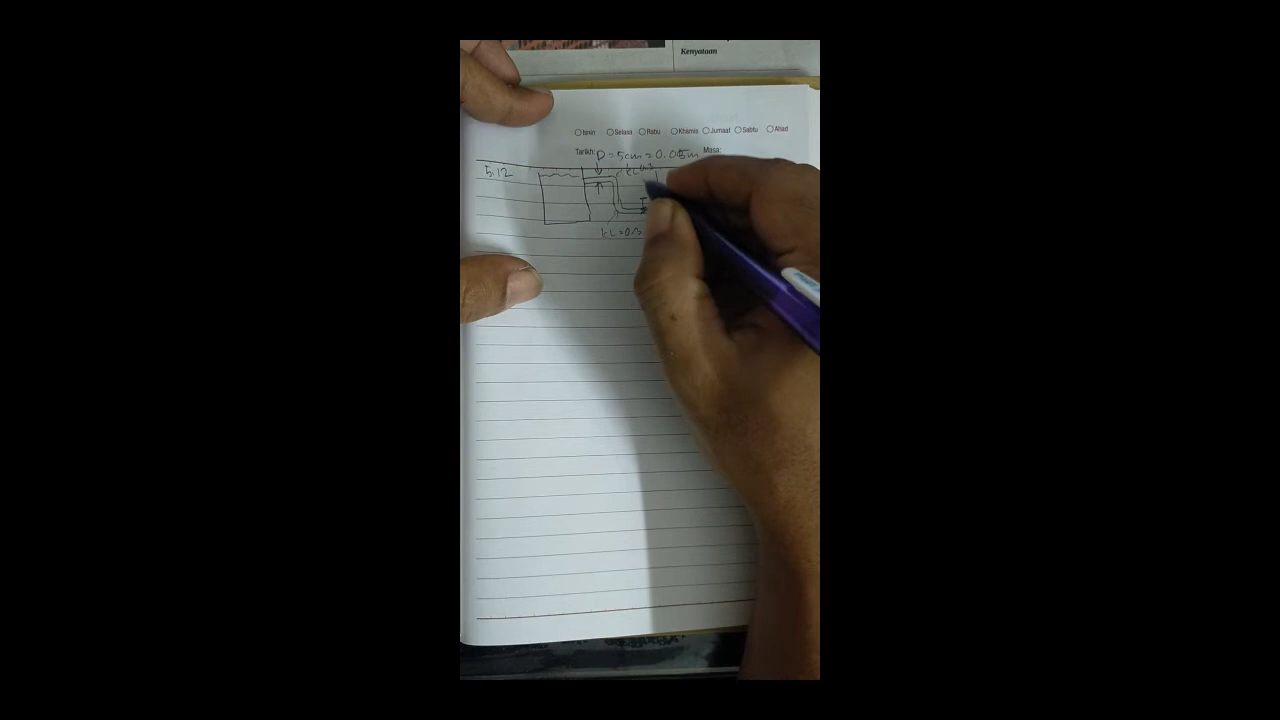 Kenyataan
Isnin Selasa Rabu Khamis Jumaat Sabtu Ahad
Tarikh: D = 5cm = 0.05m Masa:
5.12